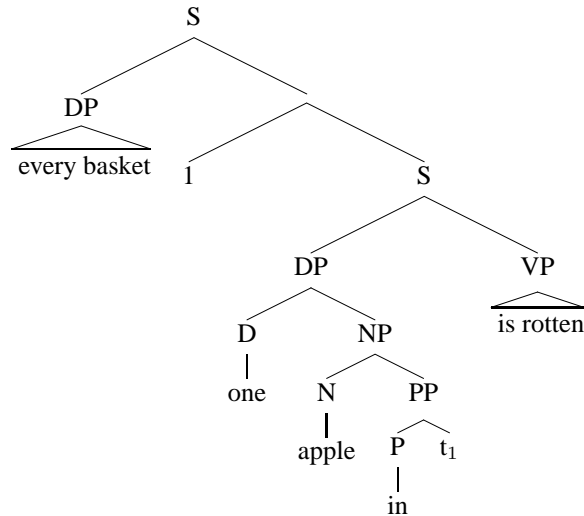 S
DP
every basket
1
S
DP
VP
is rotten
D
NP
one
N
PP
apple
P
t₁
in